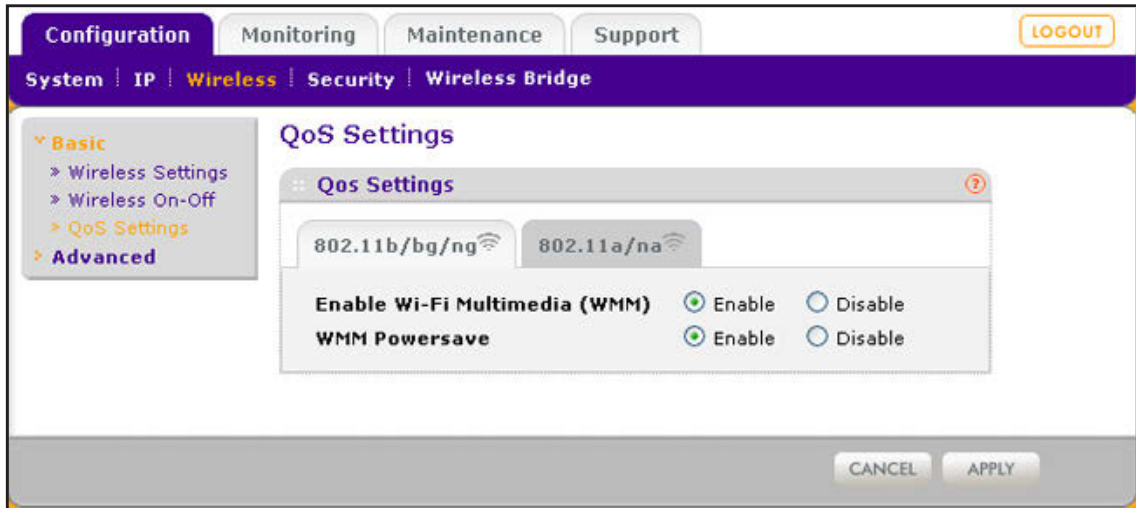 Configuration Monitoring Maintenance Support LOGOUT
System IP Wireless Security Wireless Bridge
Basic
» Wireless Settings
» Wireless On-Off
» QoS Settings
Advanced
QoS Settings
Qos Settings ?
802.11b/bg/ng 802.11a/na
Enable Wi-Fi Multimedia (WMM) Enable Disable
WMM Powersave Enable Disable
CANCEL APPLY